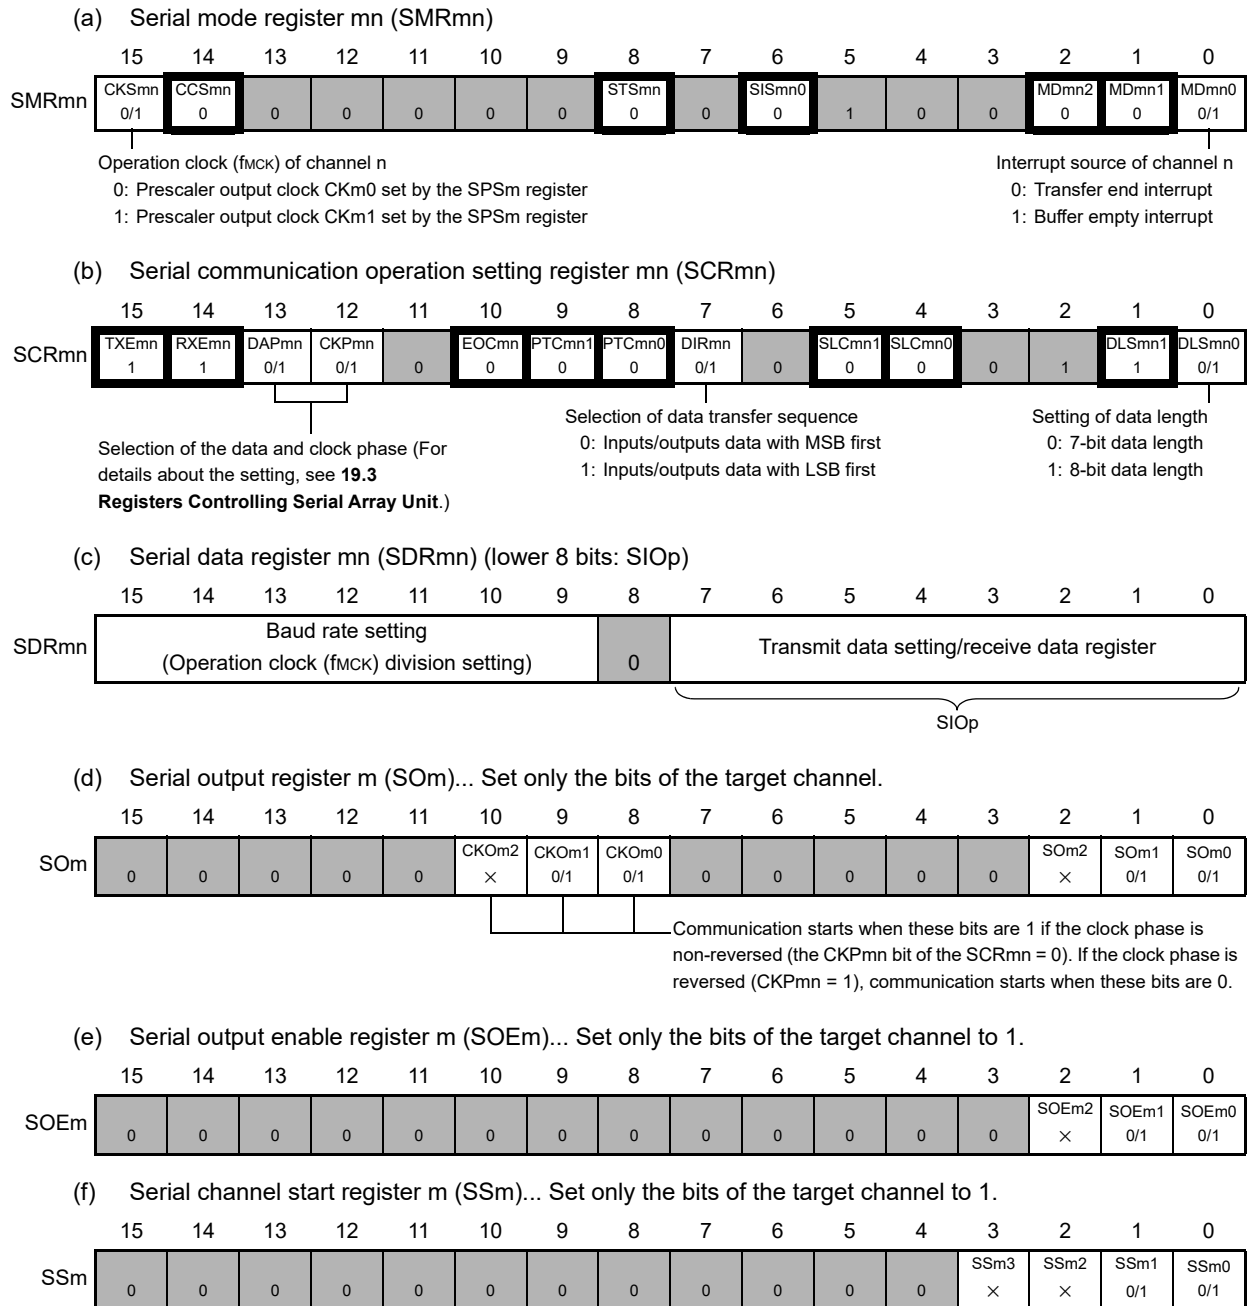 (a) Serial mode register mn (SMRmn)
15 14 13 12 11 10 9 8 7 6 5 4 3 2 1 0
SMRmn
CKSmn CCSmn STSmn SISmn0 MDmn2 MDmn1 MDmn0
0/1 0 0 0 0 0 0 0 0 0 1 0 0 0 0 0/1
Operation clock (fMCK) of channel n
0: Prescaler output clock CKm0 set by the SPSm register
1: Prescaler output clock CKm1 set by the SPSm register
Interrupt source of channel n
0: Transfer end interrupt
1: Buffer empty interrupt
(b) Serial communication operation setting register mn (SCRmn)
15 14 13 12 11 10 9 8 7 6 5 4 3 2 1 0
SCRmn
TXEmn RXEmn DAPmn CKPmn EOCmn PTCmn1 PTCmn0 DIRmn SLCmn1 SLCmn0 DLSmn1 DLSmn0
1 1 0/1 0/1 0 0 0 0 0/1 0 0 0 0 1 1 0/1
Selection of the data and clock phase (For
details about the setting, see 19.3
Registers Controlling Serial Array Unit.)
Selection of data transfer sequence
0: Inputs/outputs data with MSB first
1: Inputs/outputs data with LSB first
Setting of data length
0: 7-bit data length
1: 8-bit data length
(c) Serial data register mn (SDRmn) (lower 8 bits: SIOp)
15 14 13 12 11 10 9 8 7 6 5 4 3 2 1 0
SDRmn
Baud rate setting
(Operation clock (fMCK) division setting)
0
Transmit data setting/receive data register
SIOp
(d) Serial output register m (SOm)... Set only the bits of the target channel.
15 14 13 12 11 10 9 8 7 6 5 4 3 2 1 0
SOm
CKOm2 CKOm1 CKOm0 SOm2 SOm1 SOm0
0 0 0 0 0 × 0/1 0/1 0 0 0 0 0 × 0/1 0/1
Communication starts when these bits are 1 if the clock phase is
non-reversed (the CKPmn bit of the SCRmn = 0). If the clock phase is
reversed (CKPmn = 1), communication starts when these bits are 0.
(e) Serial output enable register m (SOEm)... Set only the bits of the target channel to 1.
15 14 13 12 11 10 9 8 7 6 5 4 3 2 1 0
SOEm
SOEm2 SOEm1 SOEm0
0 0 0 0 0 0 0 0 0 0 0 0 0 × 0/1 0/1
(f) Serial channel start register m (SSm)... Set only the bits of the target channel to 1.
15 14 13 12 11 10 9 8 7 6 5 4 3 2 1 0
SSm
SSm3 SSm2 SSm1 SSm0
0 0 0 0 0 0 0 0 0 0 0 0 × × 0/1 0/1